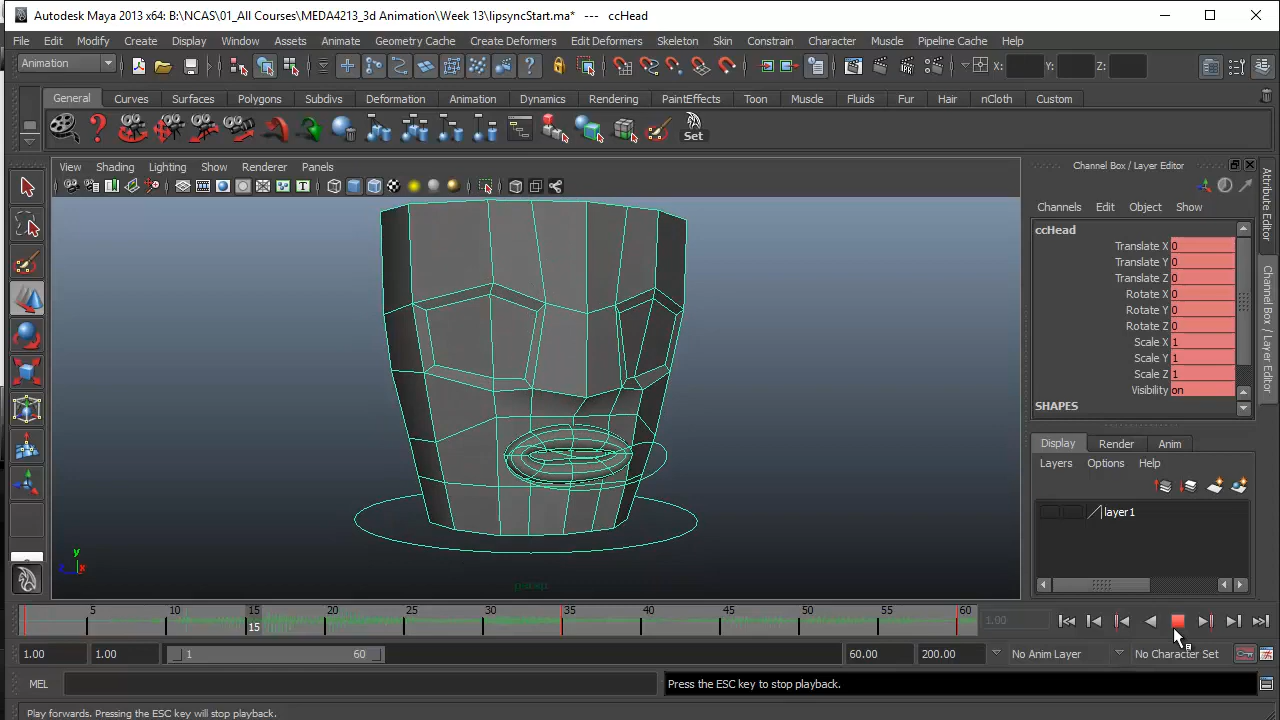 Autodesk Maya 2013 x64: B:\NCAS\01_All Courses\MEDA4213_3d Animation\Week 13\lipsyncStart.ma* --- ccHead
File Edit Modify Create Display Window Assets Animate Geometry Cache Create Deformers Edit Deformers Skeleton Skin Constrain Character Muscle Pipeline Cache Help
Animation X: Y: Z:
General Curves Surfaces Polygons Subdivs Deformation Animation Dynamics Rendering PaintEffects Toon Muscle Fluids Fur Hair nCloth Custom
Set
View Shading Lighting Show Renderer Panels
Channel Box / Layer Editor
Channels Edit Object Show
ccHead
Translate X 0
Translate Y 0
Translate Z 0
Rotate X 0
Rotate Y 0
Rotate Z 0
Scale X 1
Scale Y 1
Scale Z 1
Visibility on
SHAPES
Attribute Editor
Channel Box / Layer Editor
Display Render Anim
Layers Options Help
layer1
persp
y
x
5 10 15 20 25 30 35 40 45 50 55 60
15
1.00
1.00 1.00 1 60 60.00 200.00 No Anim Layer No Character Set
MEL Press the ESC key to stop playback.
Play forwards. Pressing the ESC key will stop playback.